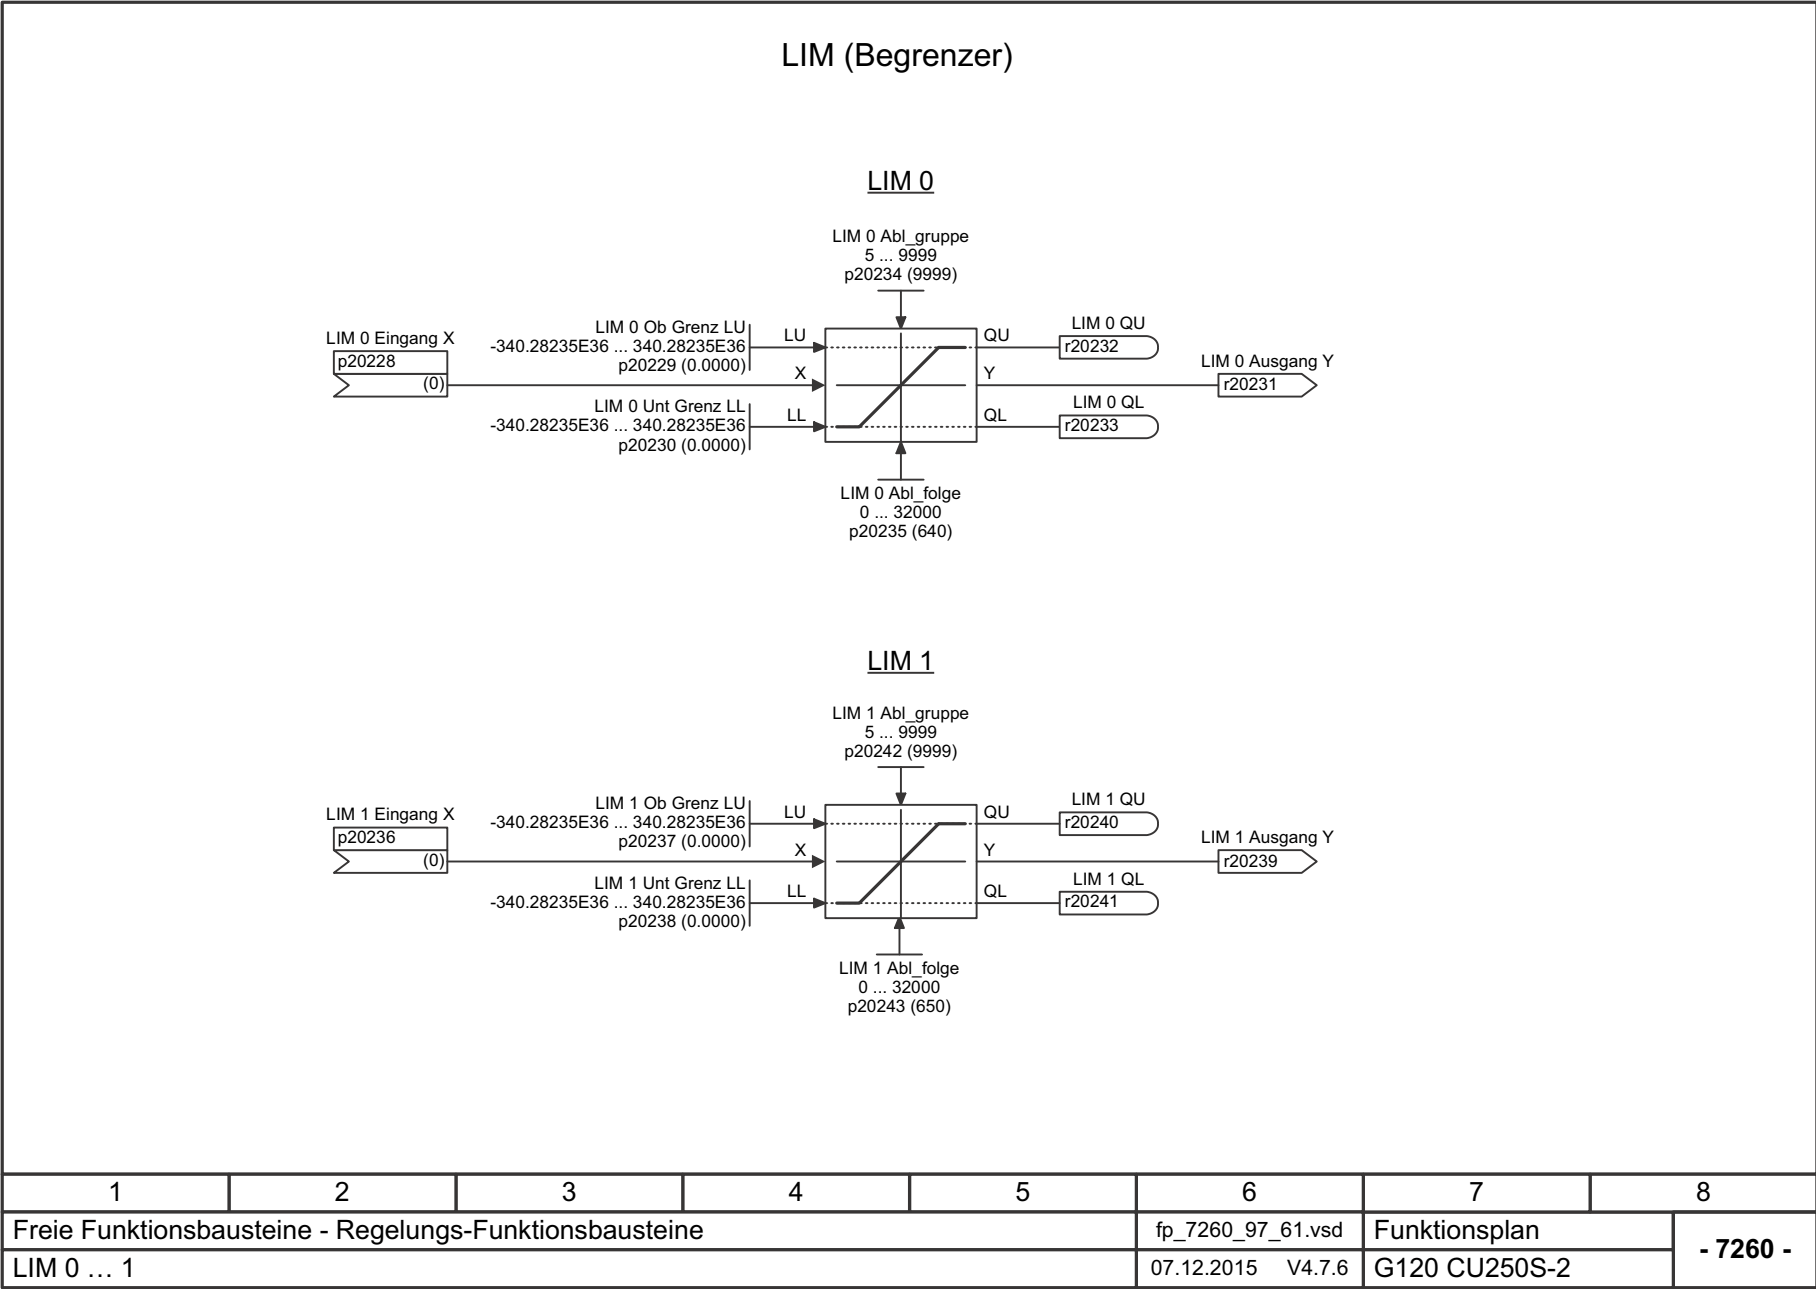 LIM (Begrenzer)
LIM 0
LIM 0 Abl_gruppe
5 ... 9999
p20234 (9999)
LIM 0 Eingang X
p20228
(0)
LIM 0 Ob Grenz LU
-340.28235E36 ... 340.28235E36
p20229 (0.0000)
LU
X
LIM 0 Unt Grenz LL
-340.28235E36 ... 340.28235E36
p20230 (0.0000)
LL
QU
LIM 0 QU
r20232
Y
LIM 0 Ausgang Y
r20231
QL
LIM 0 QL
r20233
LIM 0 Abl_folge
0 ... 32000
p20235 (640)
LIM 1
LIM 1 Abl_gruppe
5 ... 9999
p20242 (9999)
LIM 1 Eingang X
p20236
(0)
LIM 1 Ob Grenz LU
-340.28235E36 ... 340.28235E36
p20237 (0.0000)
LU
X
LIM 1 Unt Grenz LL
-340.28235E36 ... 340.28235E36
p20238 (0.0000)
LL
QU
LIM 1 QU
r20240
Y
LIM 1 Ausgang Y
r20239
QL
LIM 1 QL
r20241
LIM 1 Abl_folge
0 ... 32000
p20243 (650)
1 2 3 4 5 6 7 8
Freie Funktionsbausteine - Regelungs-Funktionsbausteine fp_7260_97_61.vsd Funktionsplan
- 7260 -
LIM 0 … 1 07.12.2015 V4.7.6 G120 CU250S-2